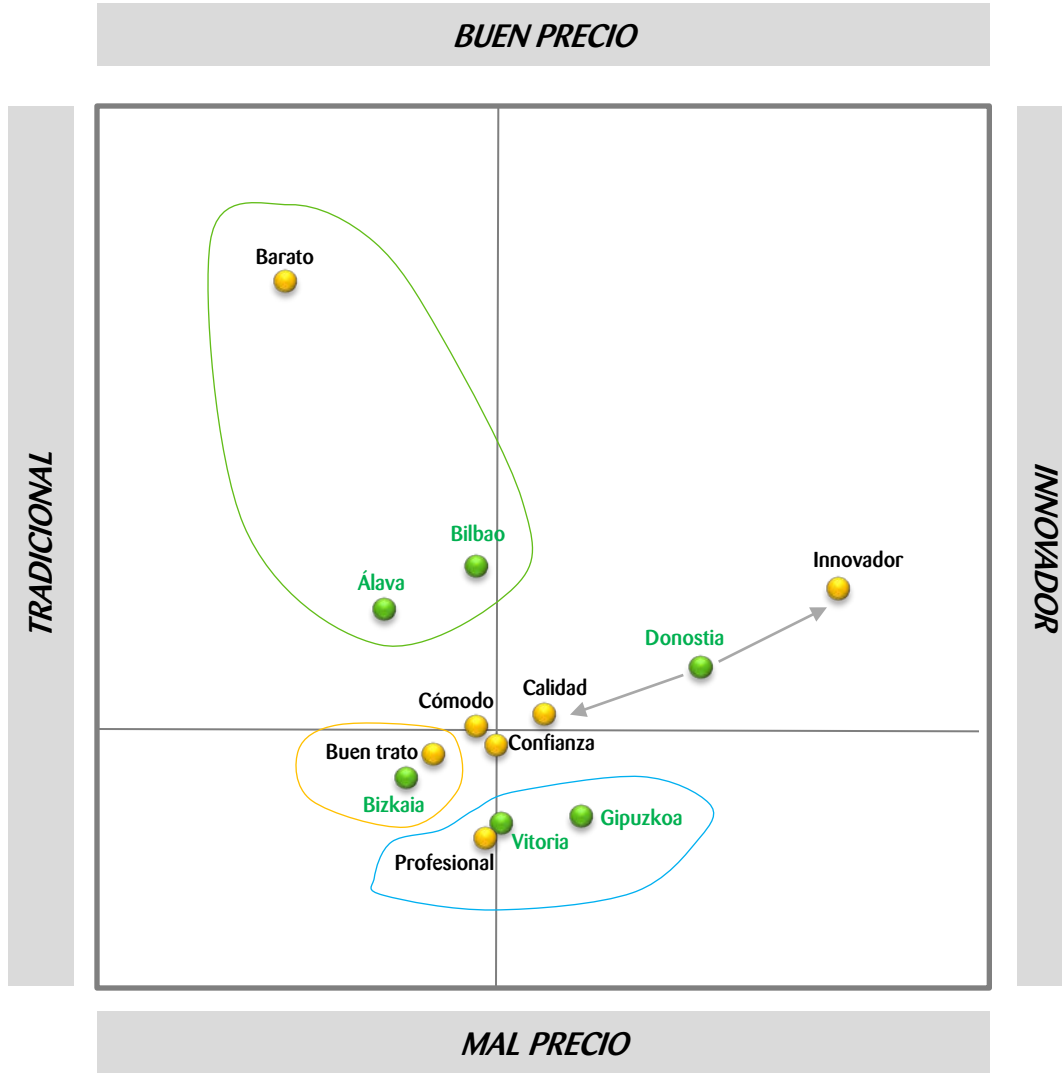 BUEN PRECIO
TRADICIONAL
INNOVADOR
Barato
Bilbao
Álava
Innovador
Donostia
Calidad
Cómodo
Confianza
Buen trato
Bizkaia
Gipuzkoa
Vitoria
Profesional
MAL PRECIO